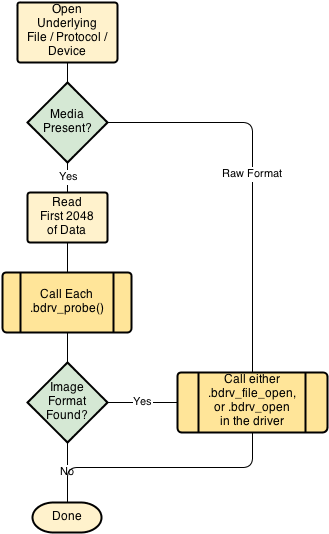 Open
Underlying
File / Protocol /
Device
Media
Present?
Yes
Raw Format
Read
First 2048
of Data
Call Each
.bdrv_probe()
Image
Format
Found?
Yes
Call either
.bdrv_file_open,
or .bdrv_open
in the driver
No
Done